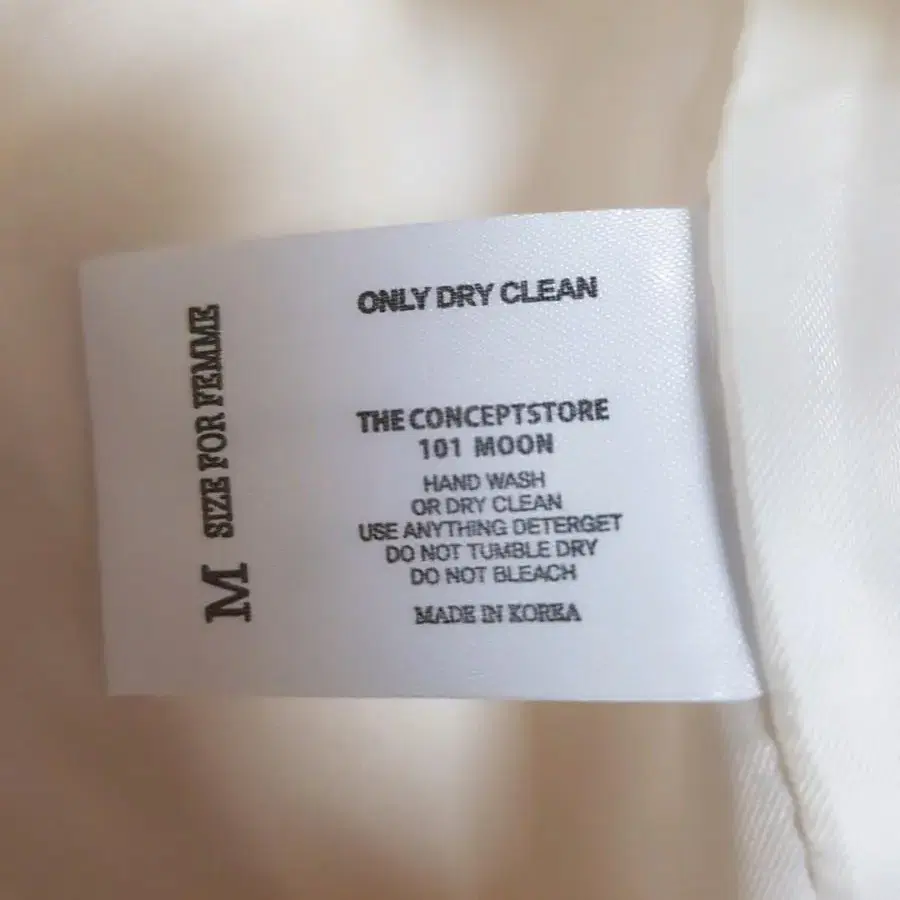 ONLY DRY CLEAN
M SIZE FOR FEMME
THE CONCEPTSTORE
101 MOON
HAND WASH
OR DRY CLEAN
USE ANYTHING DETERGET
DO NOT TUMBLE DRY
DO NOT BLEACH
MADE IN KOREA